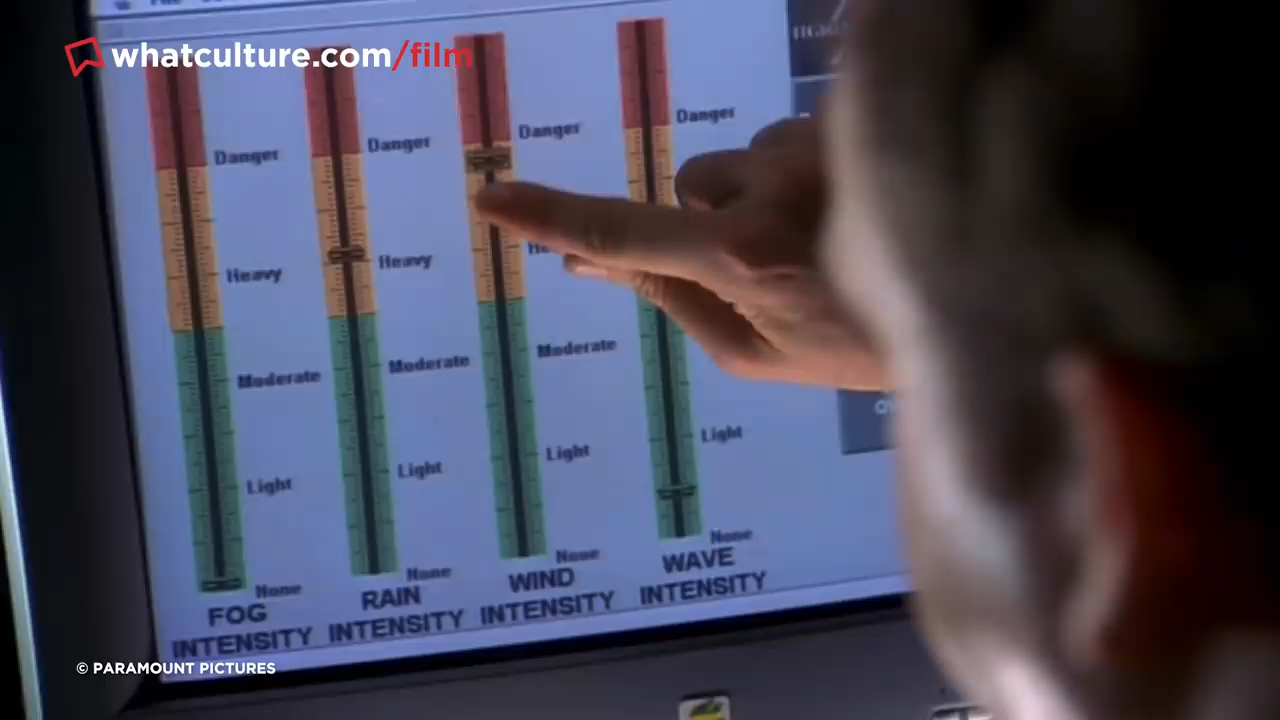 whatculture.com/film
Danger
Danger
Danger
Danger
Heavy
Heavy
Moderate
Moderate
Moderate
Light
Light
Light
Light
None
None
None
None
FOG
INTENSITY
RAIN
INTENSITY
WIND
INTENSITY
WAVE
INTENSITY
© PARAMOUNT PICTURES